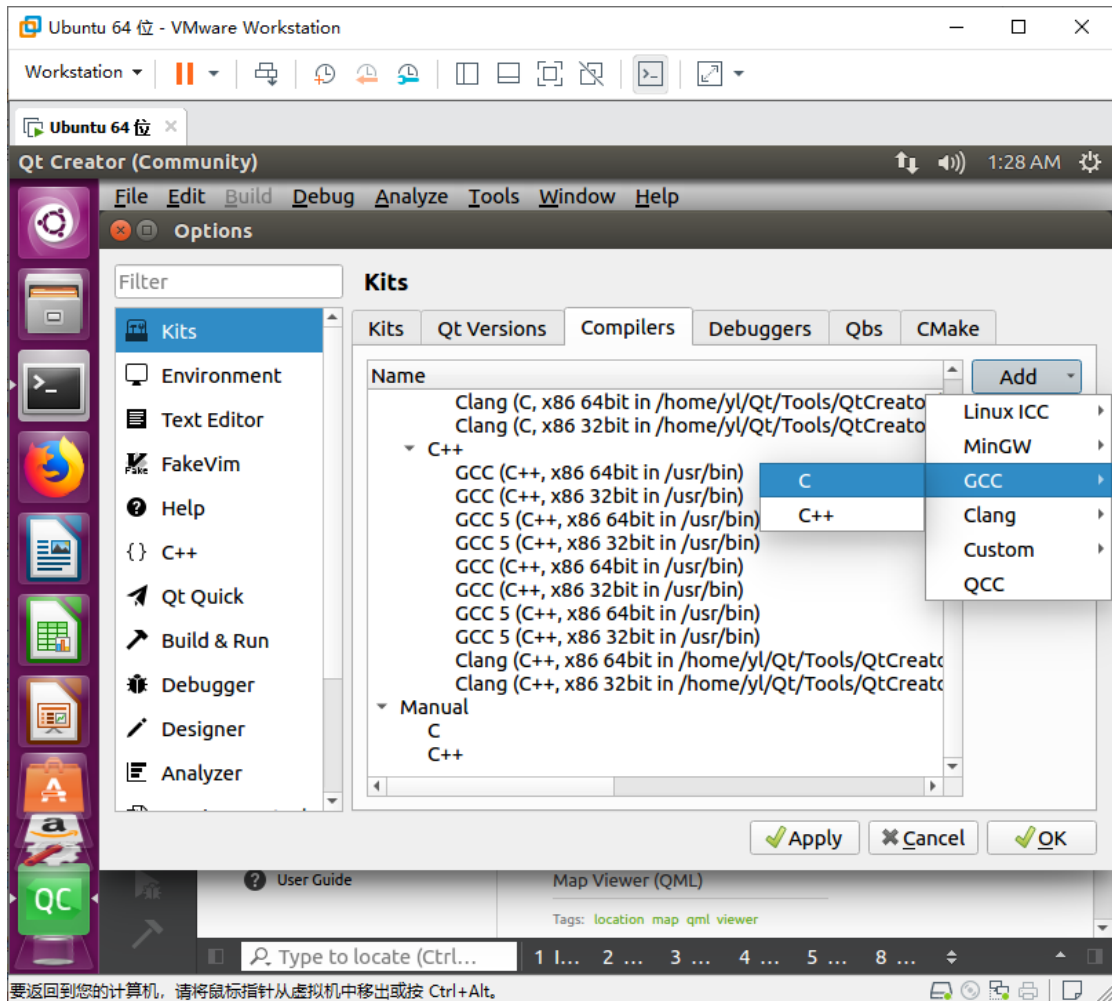 Ubuntu 64 位 - VMware Workstation
Workstation
Ubuntu 64 位
Qt Creator (Community)
1:28 AM
File Edit Build Debug Analyze Tools Window Help
Options
Filter
Kits
Environment
Text Editor
FakeVim
Help
C++
Qt Quick
Build & Run
Debugger
Designer
Analyzer
Kits
Kits Qt Versions Compilers Debuggers Qbs CMake
Name
Clang (C, x86 64bit in /home/yl/Qt/Tools/QtCreato
Clang (C, x86 32bit in /home/yl/Qt/Tools/QtCreato
C++
GCC (C++, x86 64bit in /usr/bin)
GCC (C++, x86 32bit in /usr/bin)
GCC 5 (C++, x86 64bit in /usr/bin)
GCC 5 (C++, x86 32bit in /usr/bin)
GCC (C++, x86 64bit in /usr/bin)
GCC (C++, x86 32bit in /usr/bin)
GCC 5 (C++, x86 64bit in /usr/bin)
GCC 5 (C++, x86 32bit in /usr/bin)
Clang (C++, x86 64bit in /home/yl/Qt/Tools/QtCreato
Clang (C++, x86 32bit in /home/yl/Qt/Tools/QtCreato
Manual
C
C++
Add
Linux ICC
MinGW
GCC
Clang
Custom
QCC
C
C++
Apply Cancel OK
QC
User Guide
Map Viewer (QML)
Tags: location map qml viewer
Type to locate (Ctrl...
1 I... 2 ... 3 ... 4 ... 5 ... 8 ...
要返回到您的计算机，请将鼠标指针从虚拟机中移出或按 Ctrl+Alt。